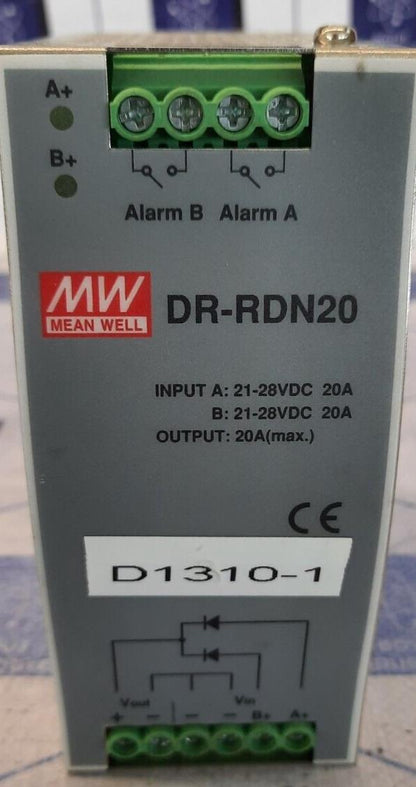 A+
B+
Alarm B Alarm A
MW
MEAN WELL
DR-RDN20
INPUT A: 21-28VDC 20A
B: 21-28VDC 20A
OUTPUT: 20A(max.)
CE
D1310-1
Vout Vin
+ − − − B+ A+